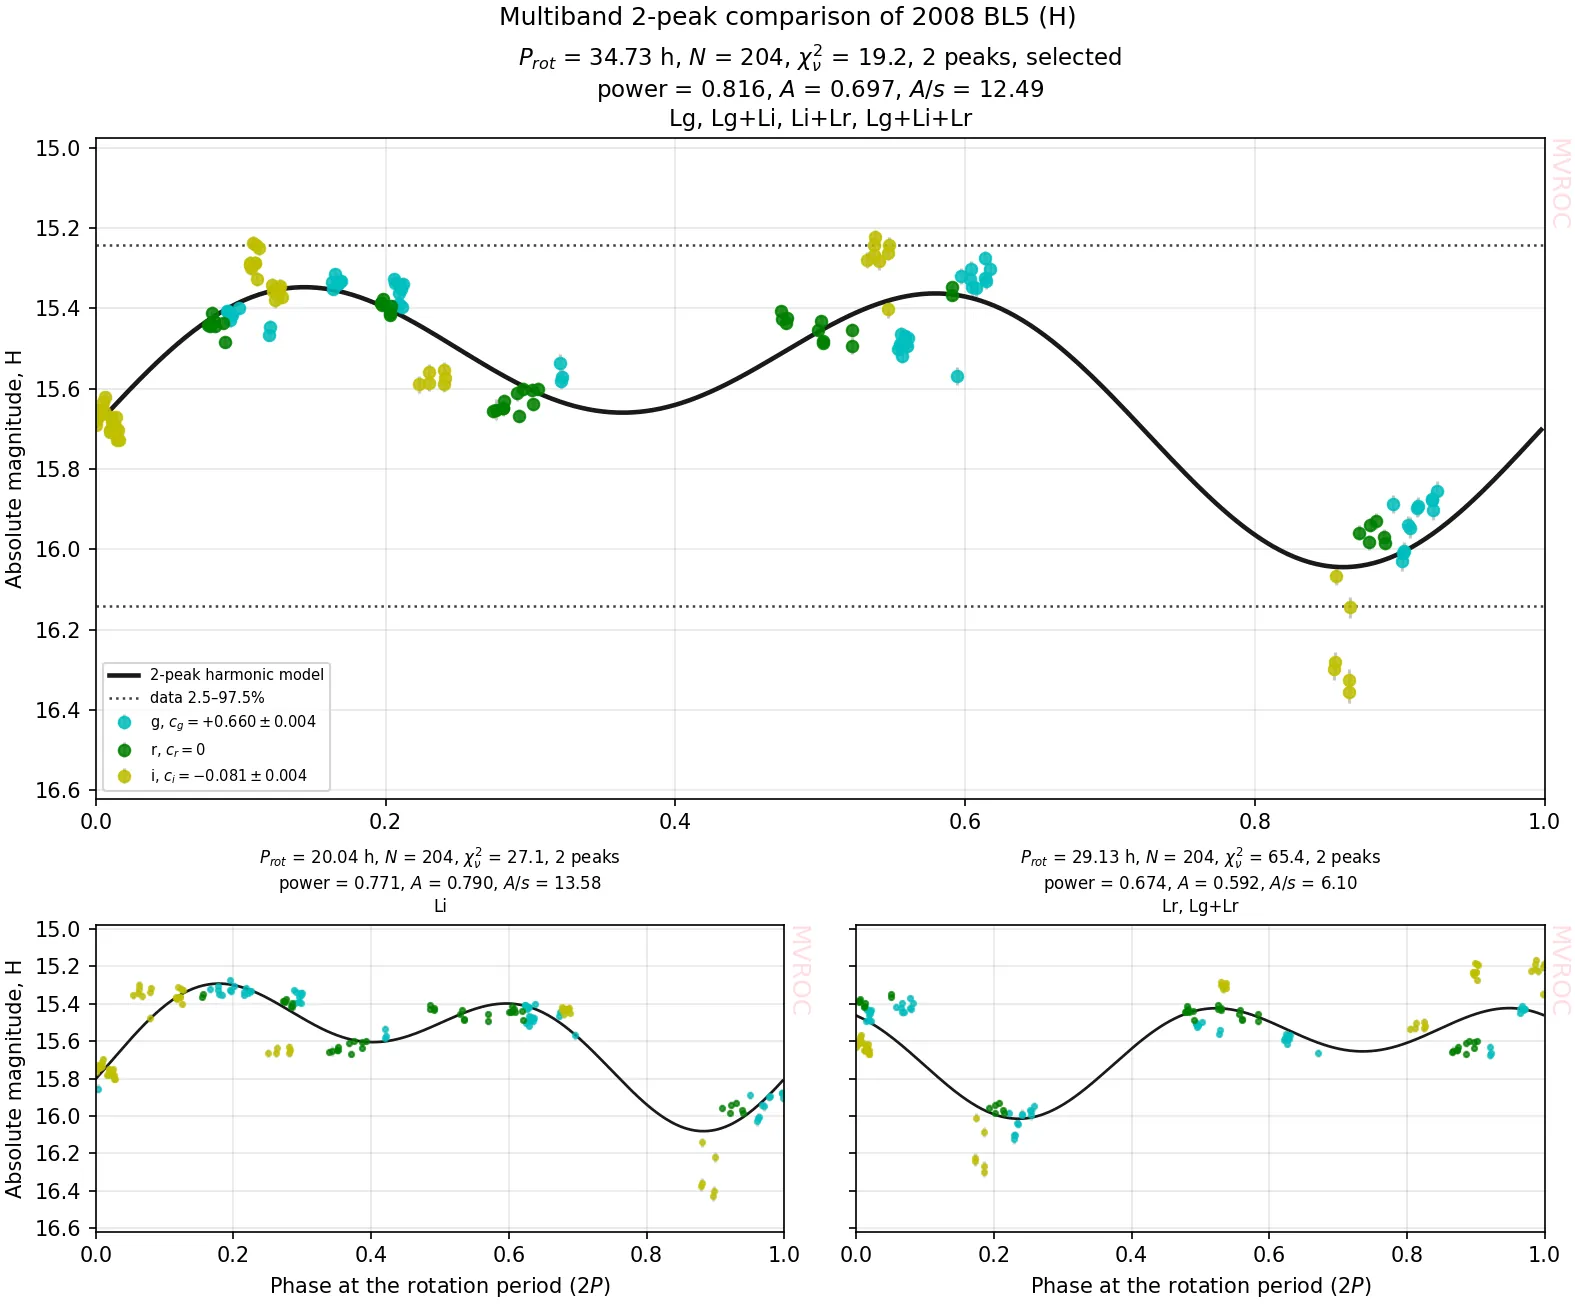 Multiband 2-peak comparison of 2008 BL5 (H)
P_rot = 34.73 h, N = 204, χ²_ν = 19.2, 2 peaks, selected
power = 0.816, A = 0.697, A/s = 12.49
Lg, Lg+Li, Li+Lr, Lg+Li+Lr
MVROC
Absolute magnitude, H
15.0
15.2
15.4
15.6
15.8
16.0
16.2
16.4
16.6
2-peak harmonic model
data 2.5–97.5%
g, c_g = +0.660 ± 0.004
r, c_r = 0
i, c_i = −0.081 ± 0.004
0.0 0.2 0.4 0.6 0.8 1.0
P_rot = 20.04 h, N = 204, χ²_ν = 27.1, 2 peaks
power = 0.771, A = 0.790, A/s = 13.58
Li
MVROC
Absolute magnitude, H
15.0
15.2
15.4
15.6
15.8
16.0
16.2
16.4
16.6
0.0 0.2 0.4 0.6 0.8 1.0
Phase at the rotation period (2P)
P_rot = 29.13 h, N = 204, χ²_ν = 65.4, 2 peaks
power = 0.674, A = 0.592, A/s = 6.10
Lr, Lg+Lr
MVROC
0.0 0.2 0.4 0.6 0.8 1.0
Phase at the rotation period (2P)